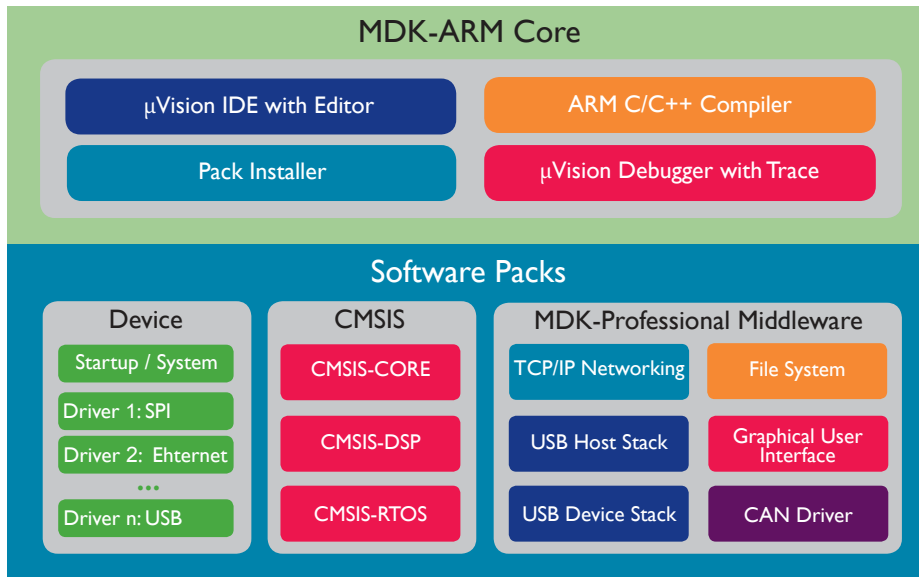 MDK-ARM Core
µVision IDE with Editor
ARM C/C++ Compiler
Pack Installer
µVision Debugger with Trace
Software Packs
Device
Startup / System
Driver 1: SPI
Driver 2: Ehternet
...
Driver n: USB
CMSIS
CMSIS-CORE
CMSIS-DSP
CMSIS-RTOS
MDK-Professional Middleware
TCP/IP Networking
File System
USB Host Stack
Graphical User
Interface
USB Device Stack
CAN Driver